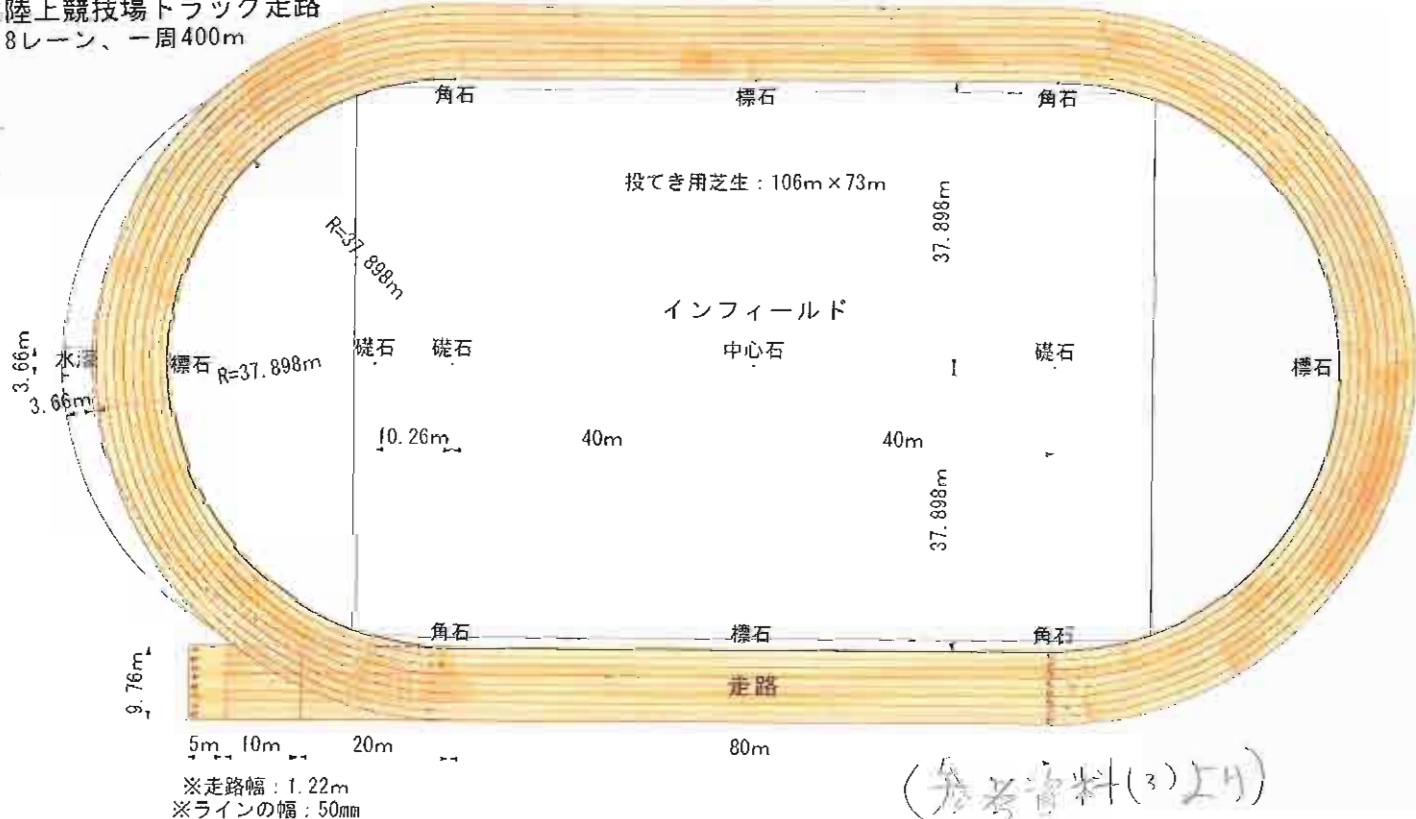 陸上競技場トラック走路
8レーン、一周400m
角石
標石
角石
投てき用芝生：106m×73m
37.898m
R=37.898m
インフィールド
3.66m
水濠
標石
R=37.898m
礎石
礎石
中心石
礎石
標石
3.66m
10.26m
40m
40m
37.898m
角石
標石
角石
9.76m
走路
5m
10m
20m
80m
※走路幅：1.22m
※ラインの幅：50mm
(参考資料(3)より)